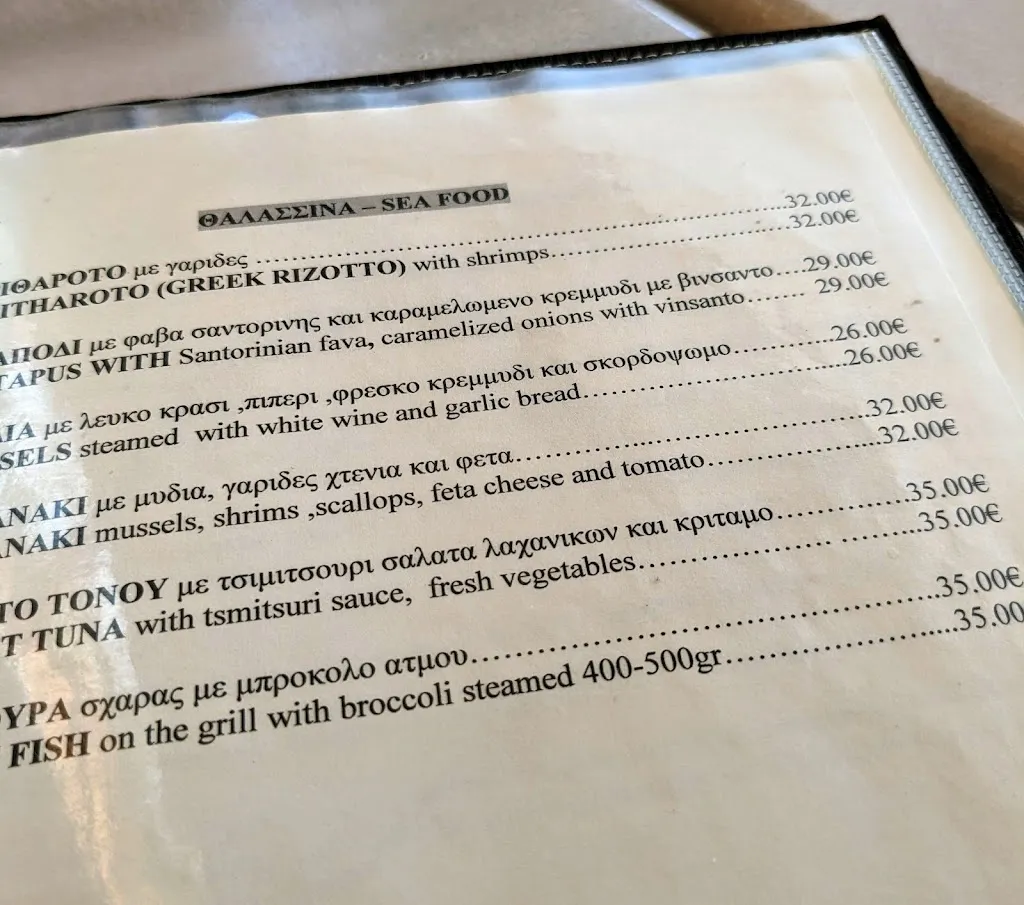 ΘΑΛΑΣΣΙΝΑ – SEA FOOD
ΙΘΑΡΟΤΟ με γαριδες ........................................32.00€
ITHAROTO (GREEK RIZOTTO) with shrimps........................32.00€
ΑΠΟΔΙ με φαβα σαντορινης και καραμελωμενο κρεμμυδι με βινσαντο....29.00€
TAPUS WITH Santorinian fava, caramelized onions with vinsanto....... 29.00€
ΙΑ με λευκο κρασι ,πιπερι ,φρεσκο κρεμμυδι και σκορδοψωμο.............26.00€
SELS steamed with white wine and garlic bread..........................26.00€
ΑΝΑΚΙ με μυδια, γαριδες χτενια και φετα..............................32.00€
ANAKI mussels, shrims ,scallops, feta cheese and tomato................32.00€
ΤΟ ΤΟΝΟΥ με τσιμιτσουρι σαλατα λαχανικων και κριταμο.............35.00€
T TUNA with tsmitsuri sauce, fresh vegetables.................. .........35.00€
ΥΡΑ σχαρας με μπροκολο ατμου.......................................35.00€
FISH on the grill with broccoli steamed 400-500gr......................35.00